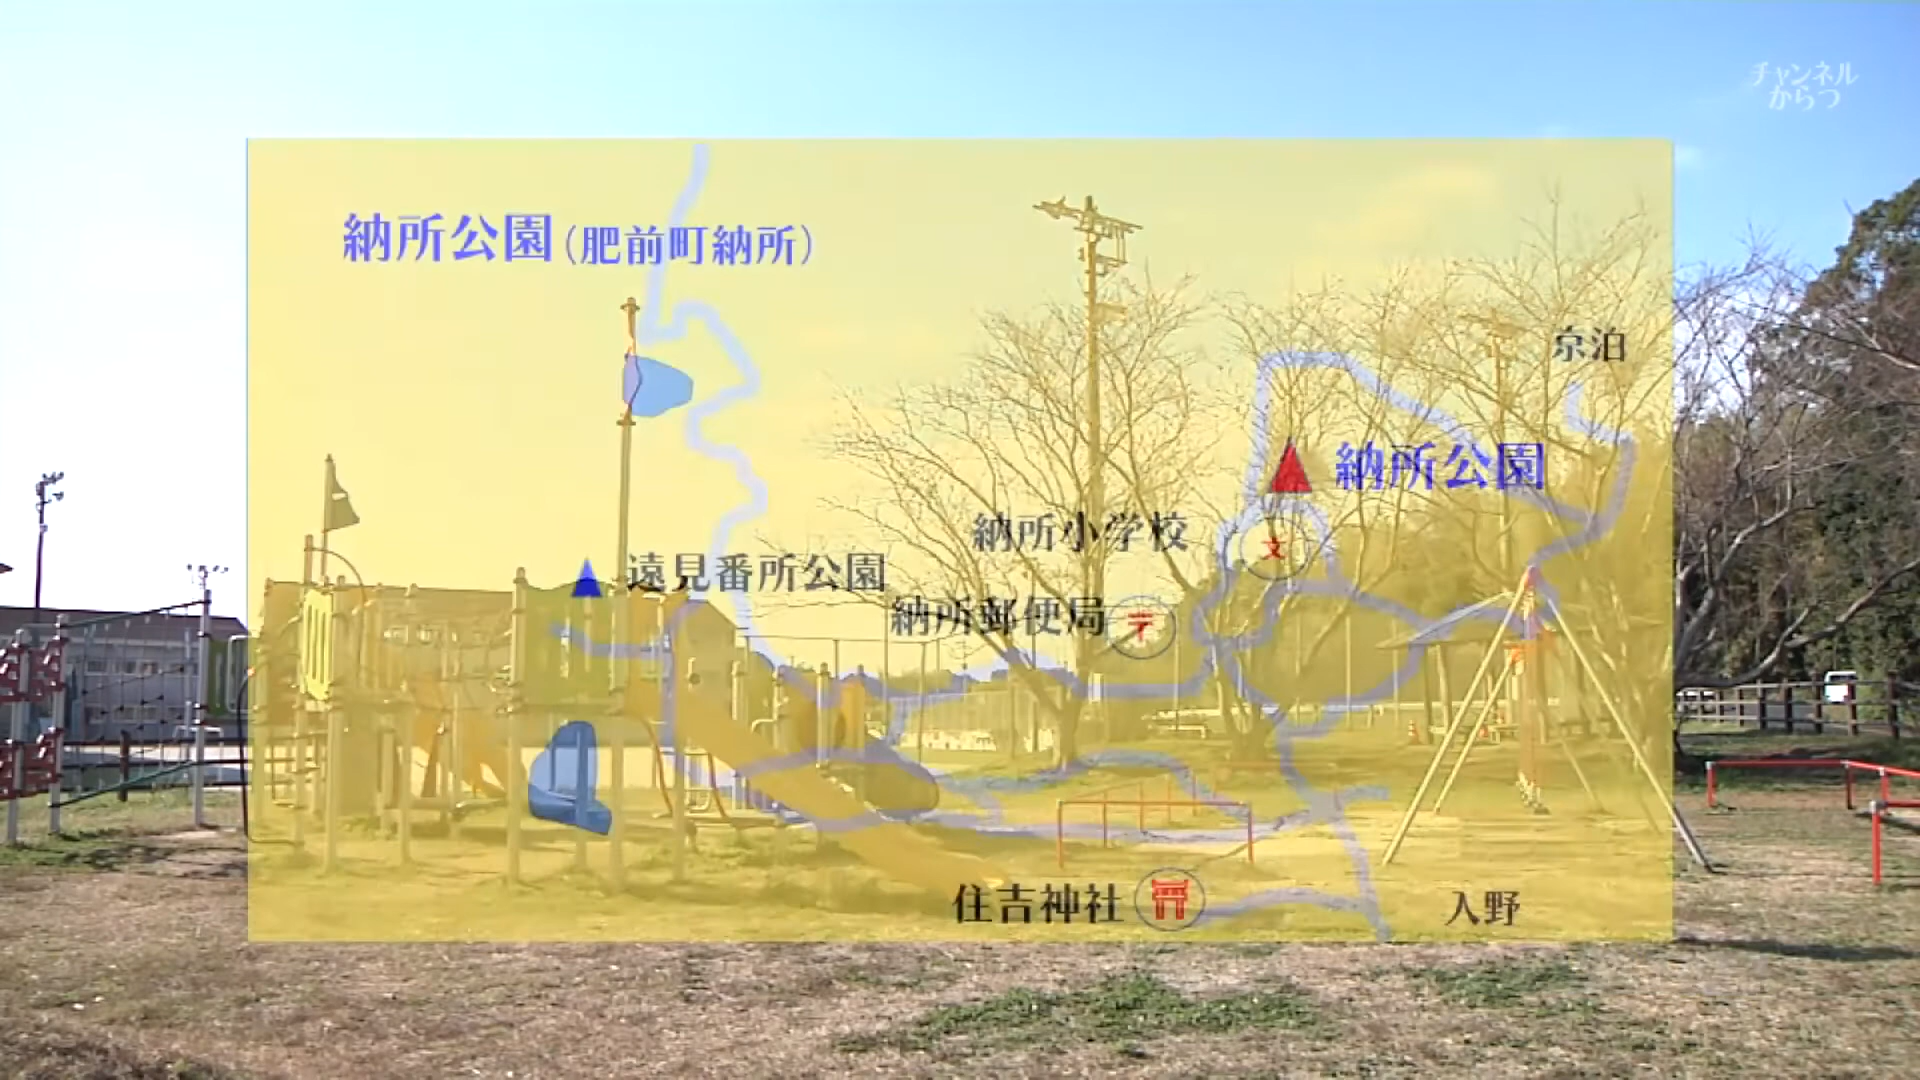 チャンネル
からつ
納所公園(肥前町納所)
京泊
納所公園
納所小学校
文
遠見番所公園
納所郵便局
〒
住吉神社
入野